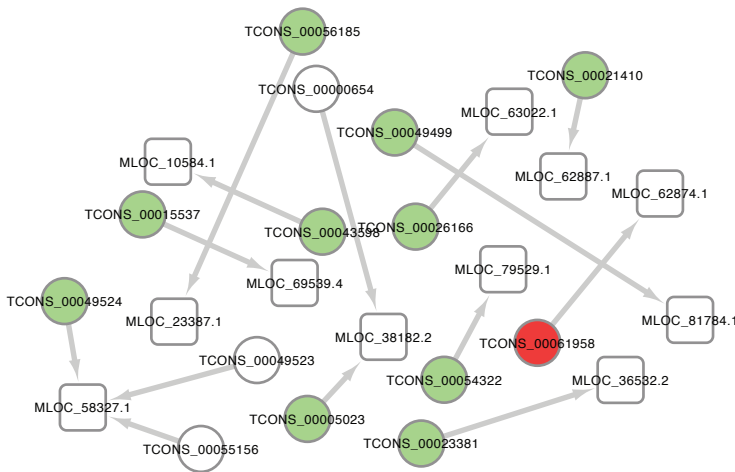 TCONS_00056185
TCONS_00000654
TCONS_00021410
MLOC_63022.1
TCONS_00049499
MLOC_10584.1
MLOC_62887.1
MLOC_62874.1
TCONS_00015537
TCONS_00043598
TCONS_00026166
MLOC_79529.1
MLOC_69539.4
TCONS_00049524
MLOC_23387.1
MLOC_81784.1
MLOC_38182.2
TCONS_00061958
TCONS_00049523
TCONS_00054322
MLOC_36532.2
MLOC_58327.1
TCONS_00005023
TCONS_00055156
TCONS_00023381